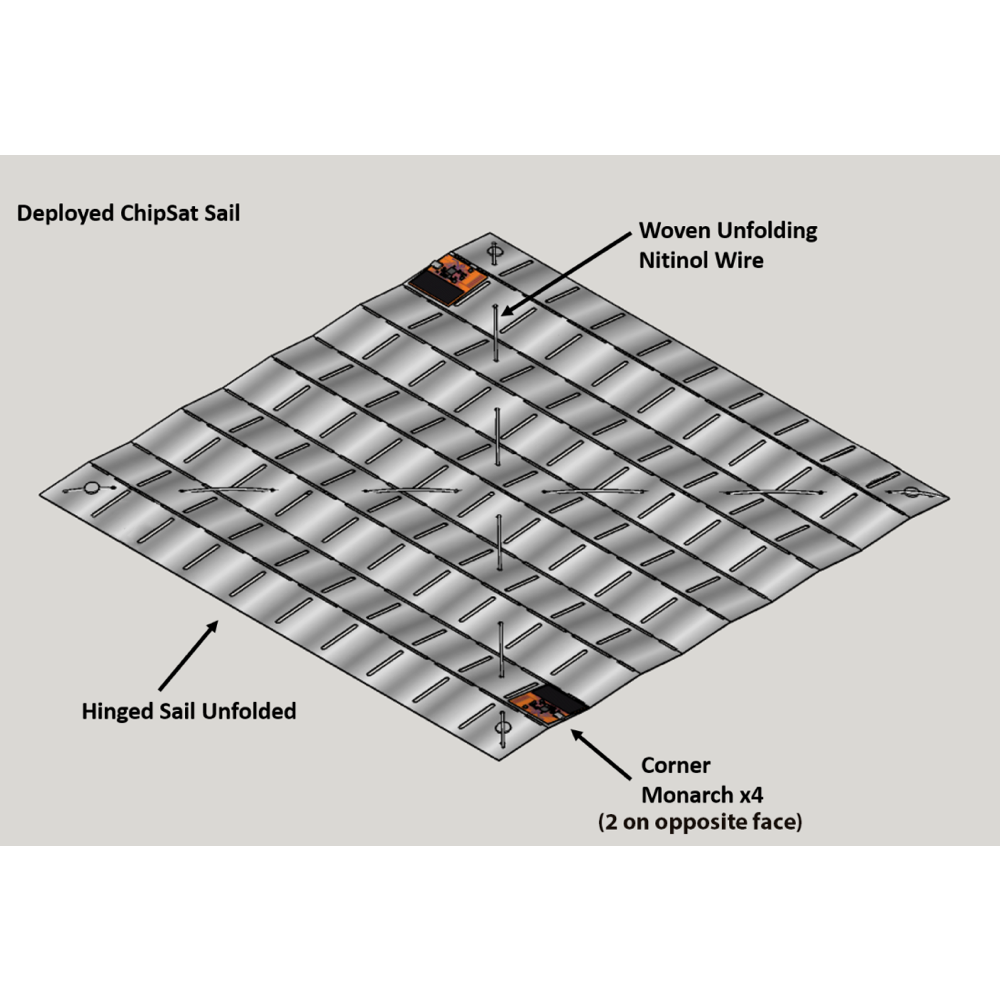 Deployed ChipSat Sail
Woven Unfolding
Nitinol Wire
Hinged Sail Unfolded
Corner
Monarch x4
(2 on opposite face)